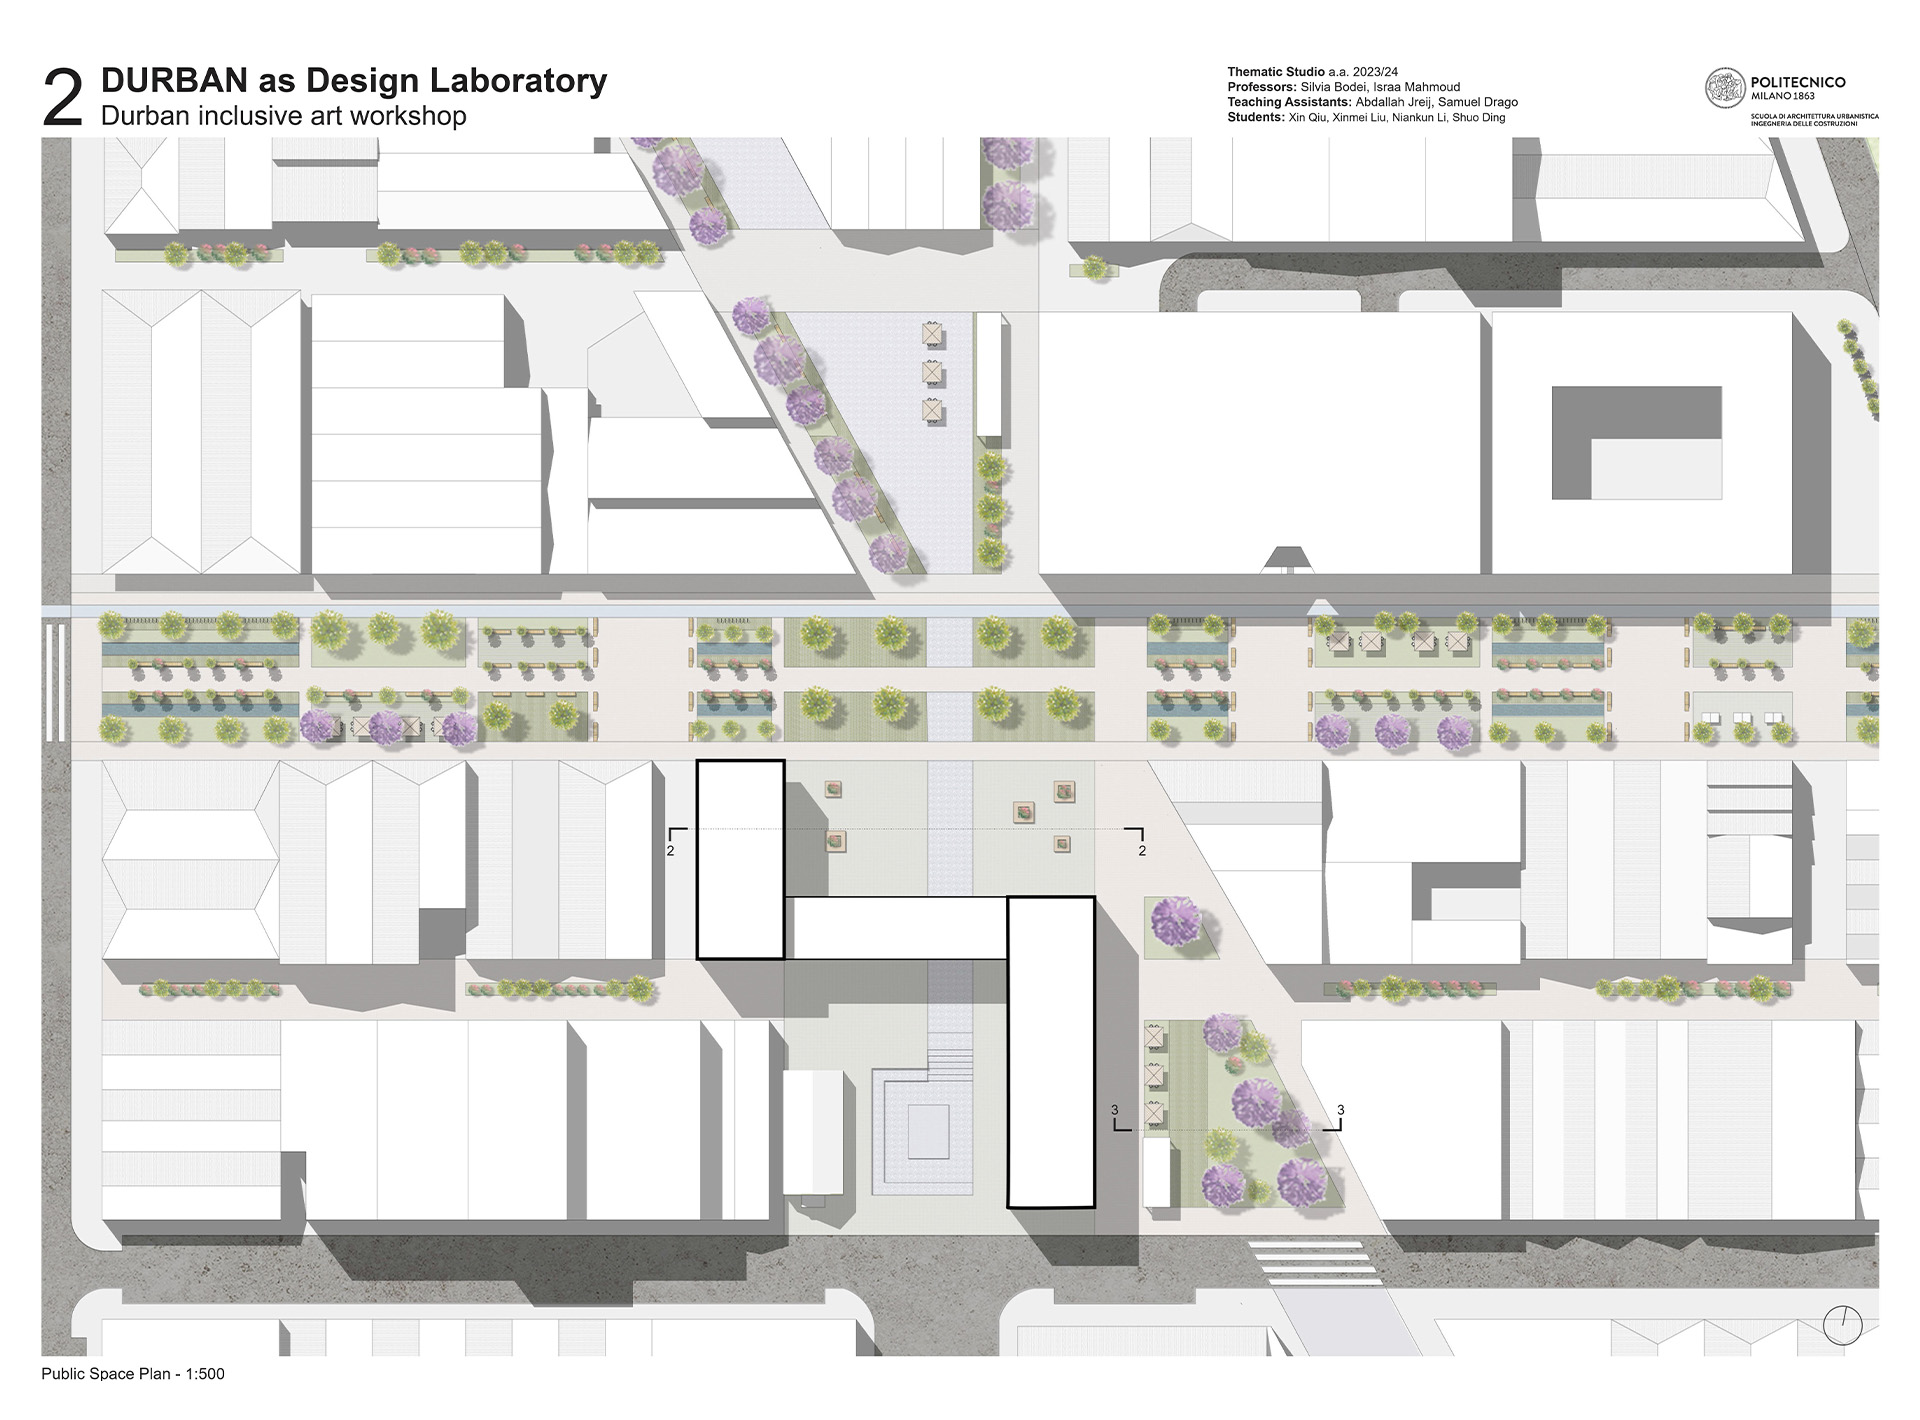 2 DURBAN as Design Laboratory
Durban inclusive art workshop
Thematic Studio a.a. 2023/24
Professors: Silvia Bodei, Israa Mahmoud
Teaching Assistants: Abdallah Jreij, Samuel Drago
Students: Xin Qiu, Xinmei Liu, Niankun Li, Shuo Ding
POLITECNICO
MILANO 1863
SCUOLA DI ARCHITETTURA URBANISTICA
INGEGNERIA DELLE COSTRUZIONI
2 2
3 3
Public Space Plan - 1:500